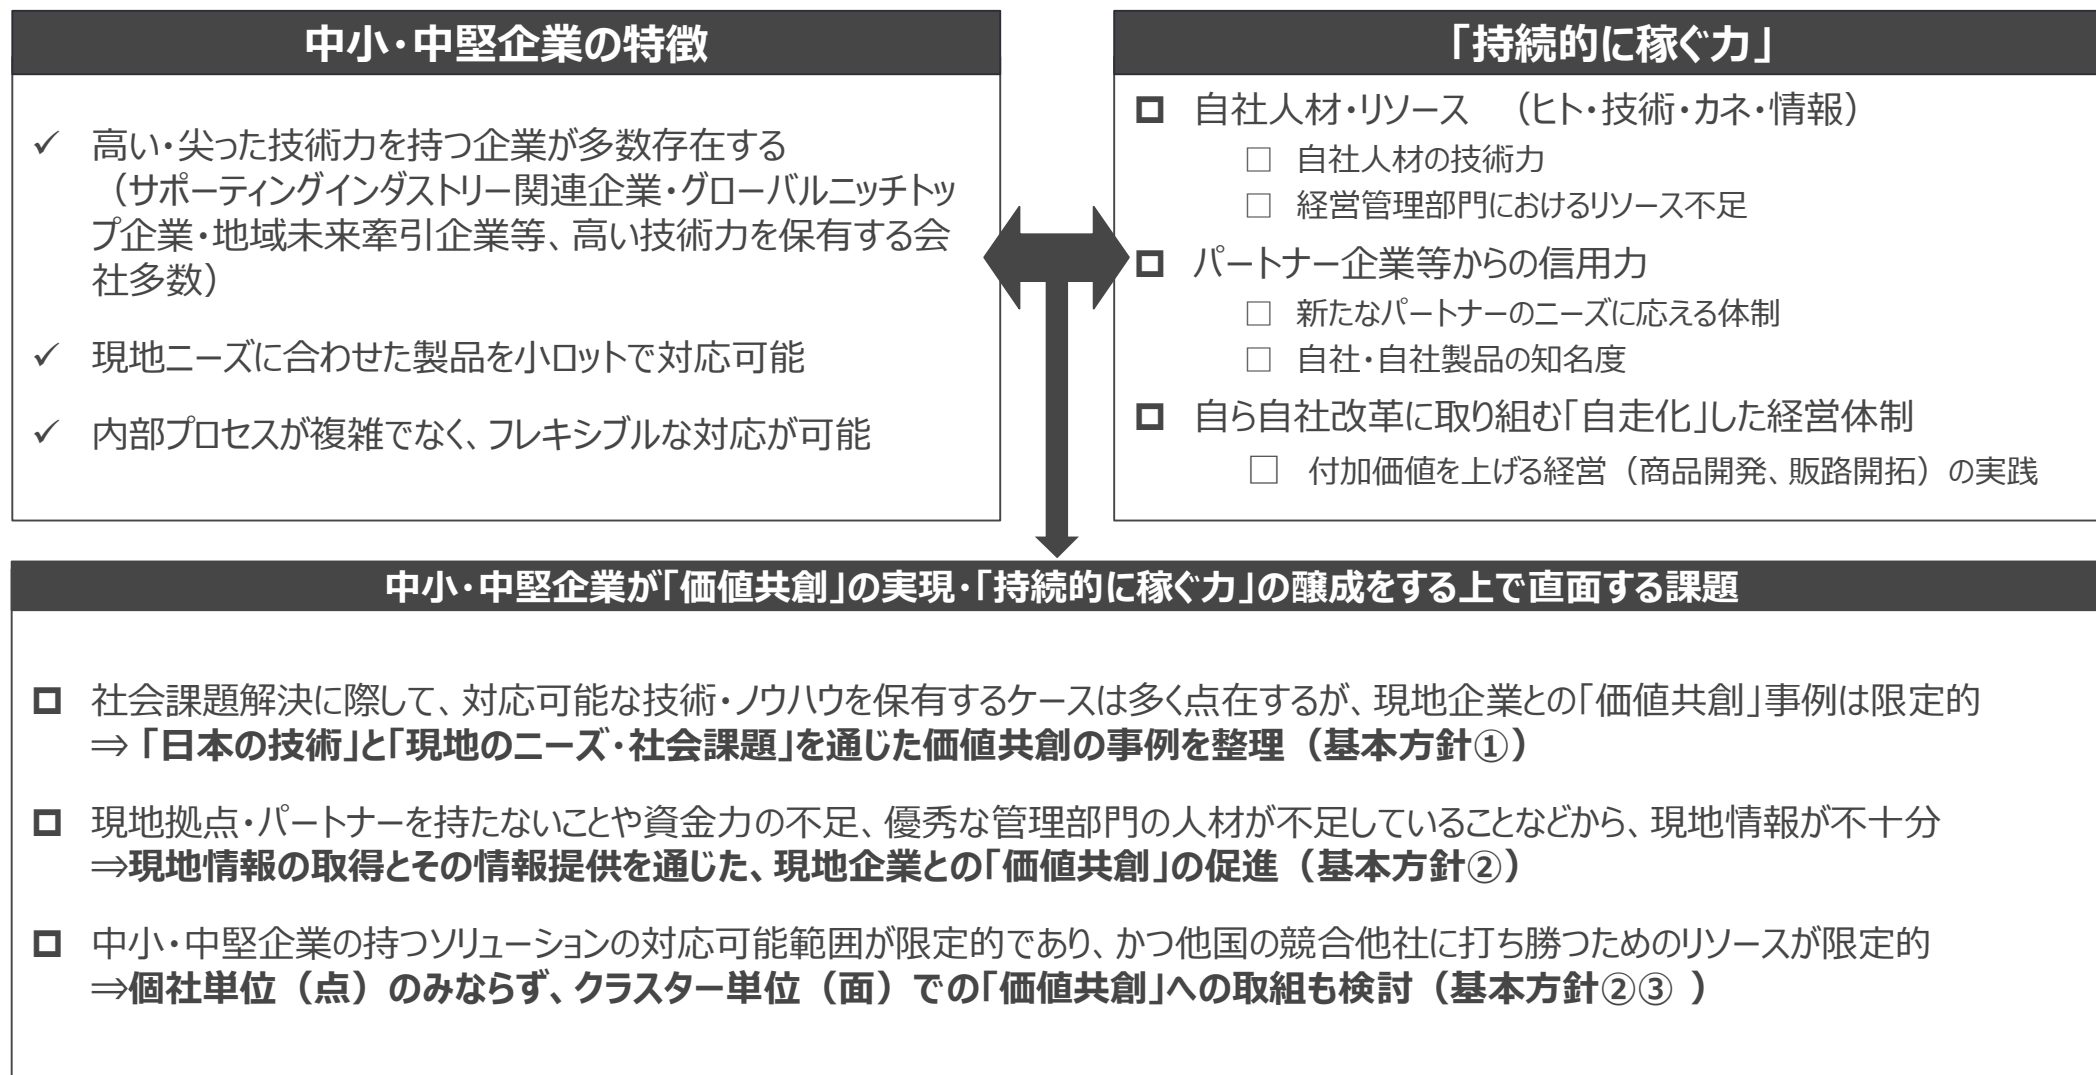 中小・中堅企業の特徴
✓ 高い・尖った技術力を持つ企業が多数存在する
（サポーティングインダストリー関連企業・グローバルニッチトッ
プ企業・地域未来牽引企業等、高い技術力を保有する会
社多数）
✓ 現地ニーズに合わせた製品を小ロットで対応可能
✓ 内部プロセスが複雑でなく、フレキシブルな対応が可能
「持続的に稼ぐ力」
自社人材・リソース （ヒト・技術・カネ・情報）
□ 自社人材の技術力
□ 経営管理部門におけるリソース不足
パートナー企業等からの信用力
□ 新たなパートナーのニーズに応える体制
□ 自社・自社製品の知名度
自ら自社改革に取り組む「自走化」した経営体制
□ 付加価値を上げる経営（商品開発、販路開拓）の実践
中小・中堅企業が「価値共創」の実現・「持続的に稼ぐ力」の醸成をする上で直面する課題
社会課題解決に際して、対応可能な技術・ノウハウを保有するケースは多く点在するが、現地企業との「価値共創」事例は限定的
⇒「日本の技術」と「現地のニーズ・社会課題」を通じた価値共創の事例を整理（基本方針①）
現地拠点・パートナーを持たないことや資金力の不足、優秀な管理部門の人材が不足していることなどから、現地情報が不十分
⇒現地情報の取得とその情報提供を通じた、現地企業との「価値共創」の促進（基本方針②）
中小・中堅企業の持つソリューションの対応可能範囲が限定的であり、かつ他国の競合他社に打ち勝つためのリソースが限定的
⇒個社単位（点）のみならず、クラスター単位（面）での「価値共創」への取組も検討（基本方針②③ ）